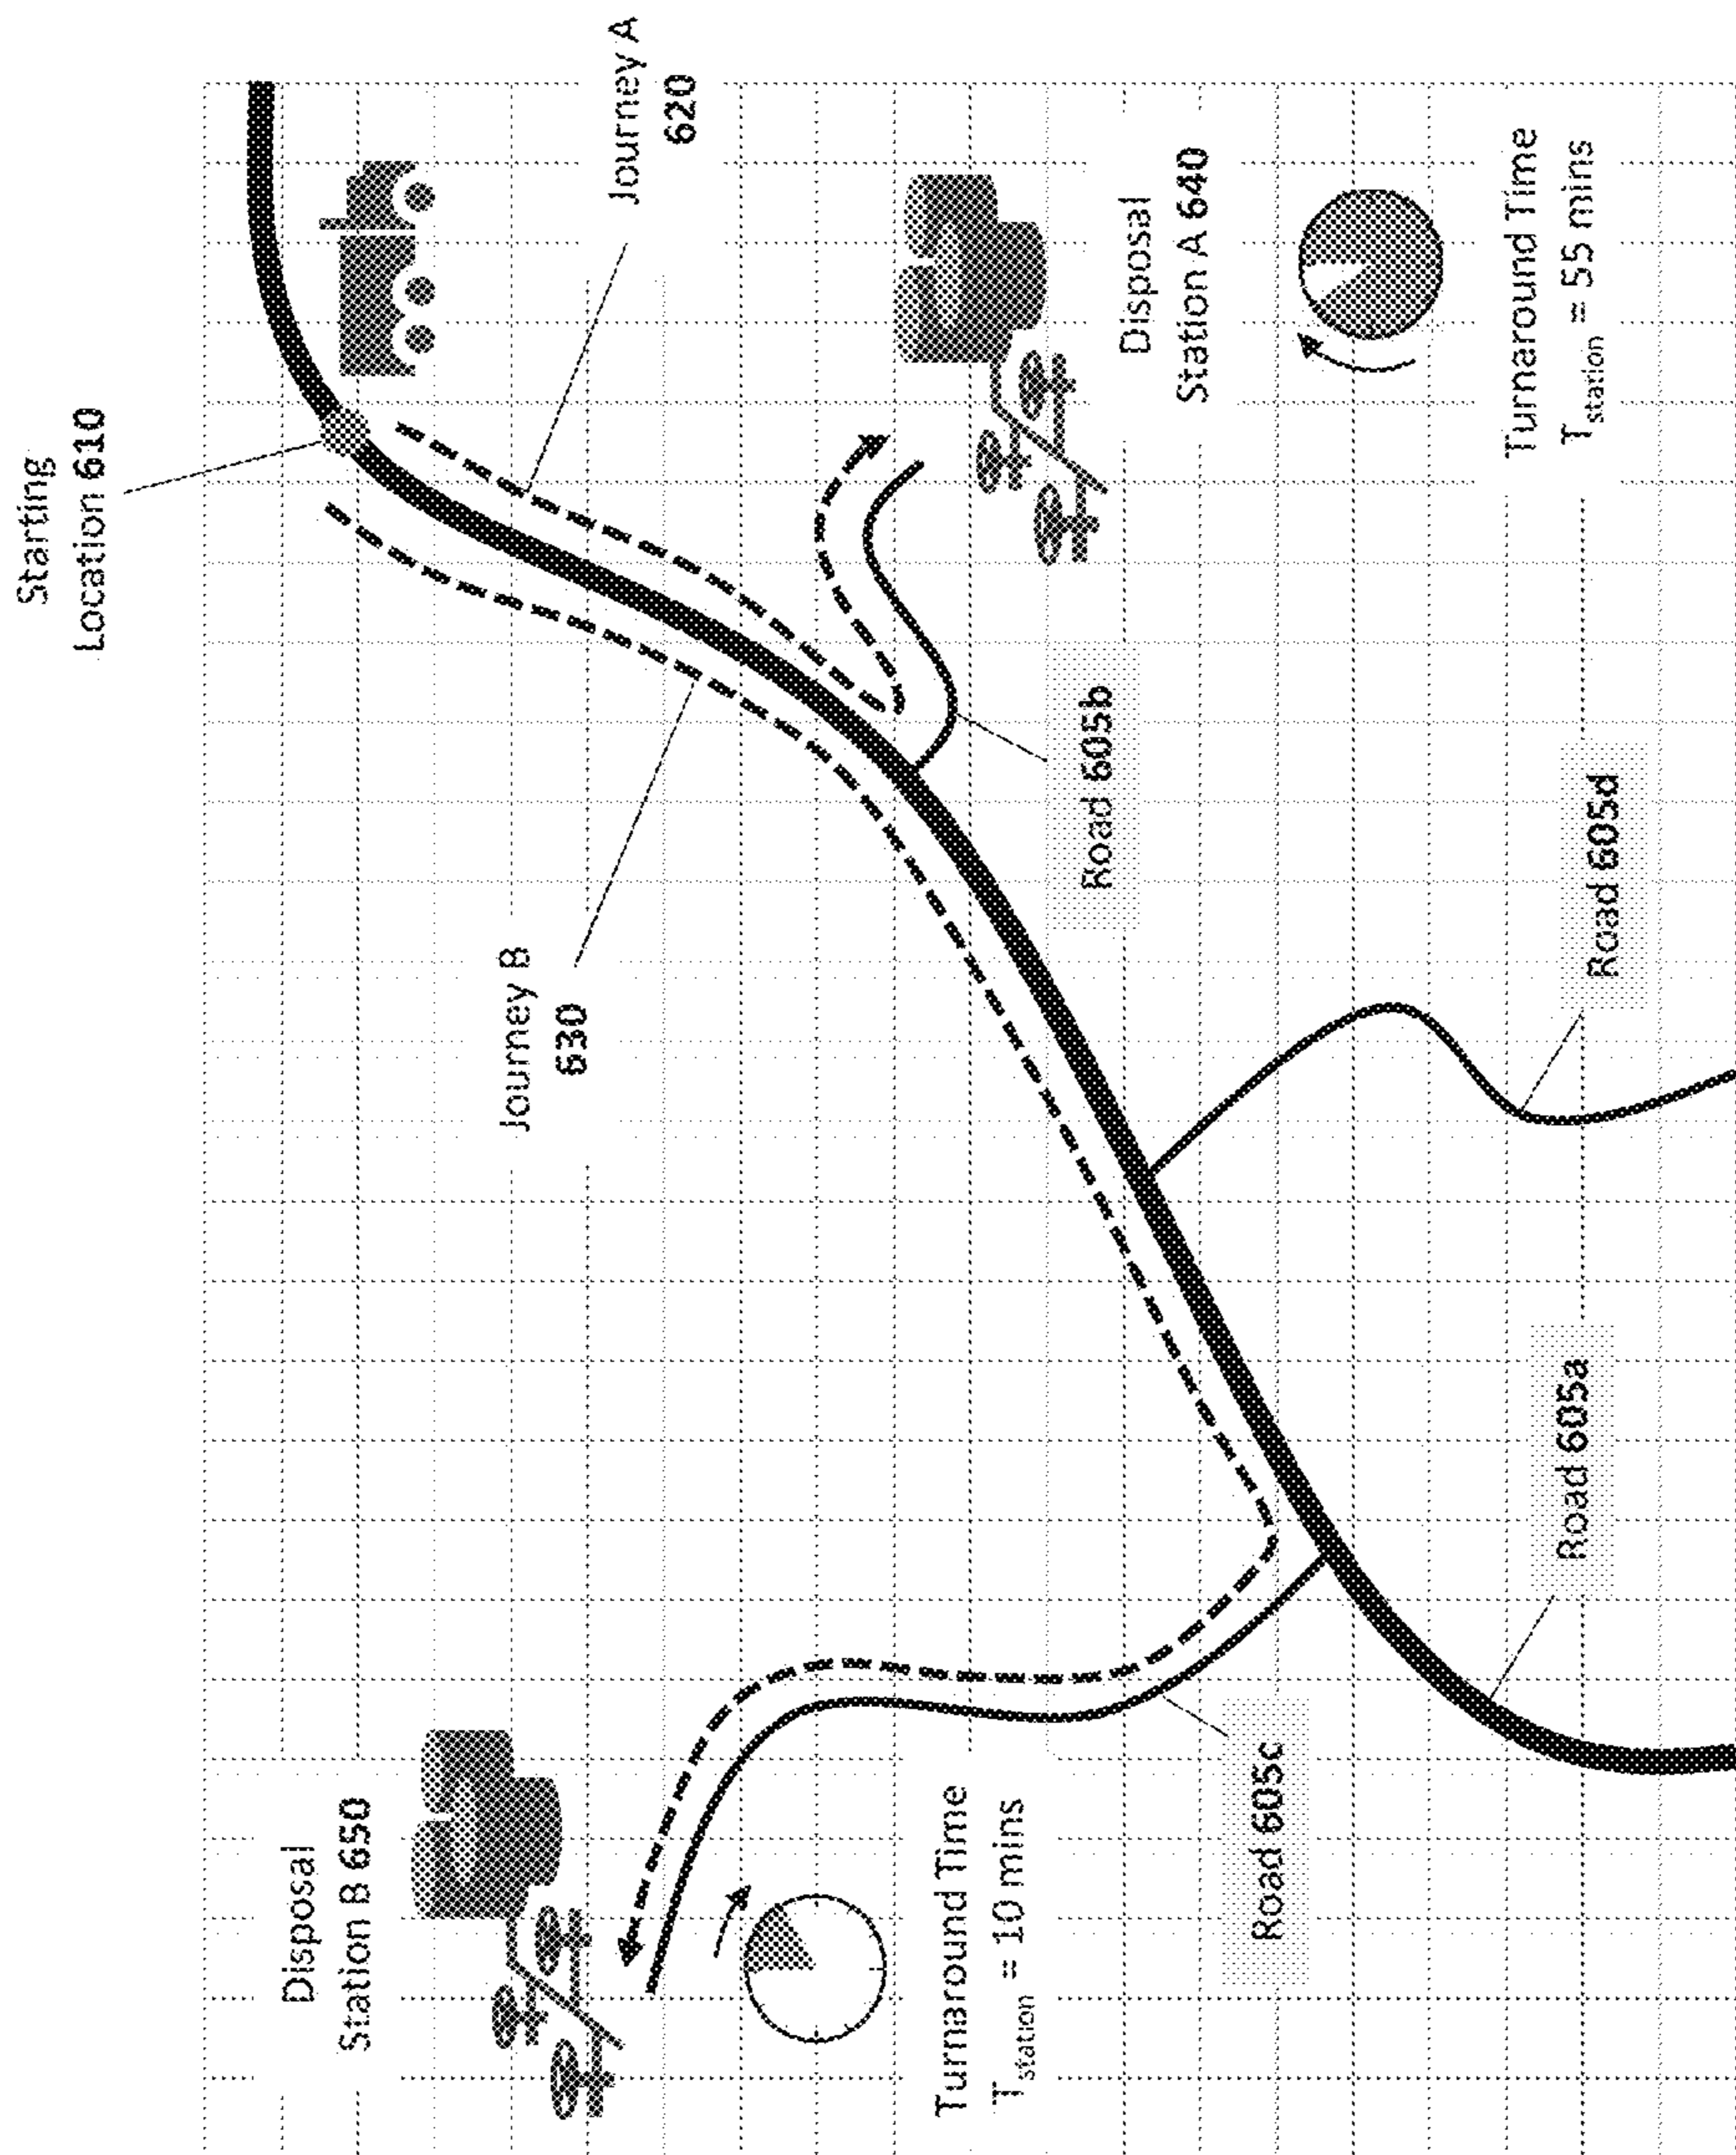 Starting
Location 610
Journey A
620
Journey B
630
Disposal
Station A 640
Turnaround Time
Tstation = 55 mins
Road 605b
Road 605d
Road 605a
Disposal
Station B 650
Turnaround Time
Tstation = 10 mins
Road 605c